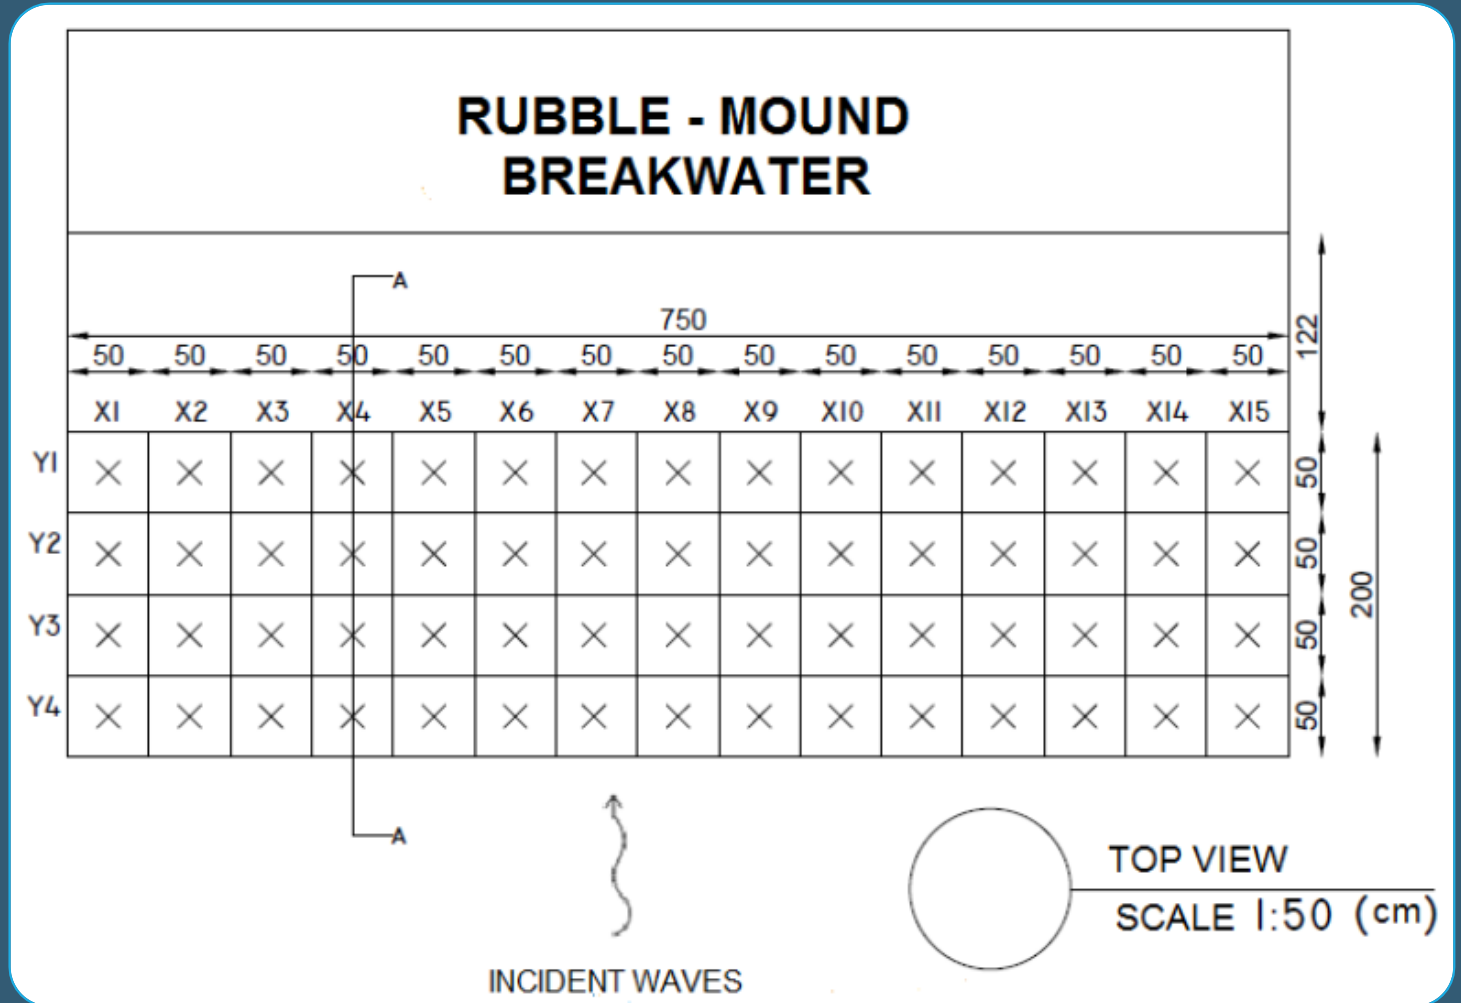 RUBBLE - MOUND
BREAKWATER
A
750
122
50 50 50 50 50 50 50 50 50 50 50 50 50 50 50
X1 X2 X3 X4 X5 X6 X7 X8 X9 X10 X11 X12 X13 X14 X15
Y1
50
Y2
50
200
Y3
50
Y4
50
A
TOP VIEW
SCALE 1:50 (cm)
INCIDENT WAVES